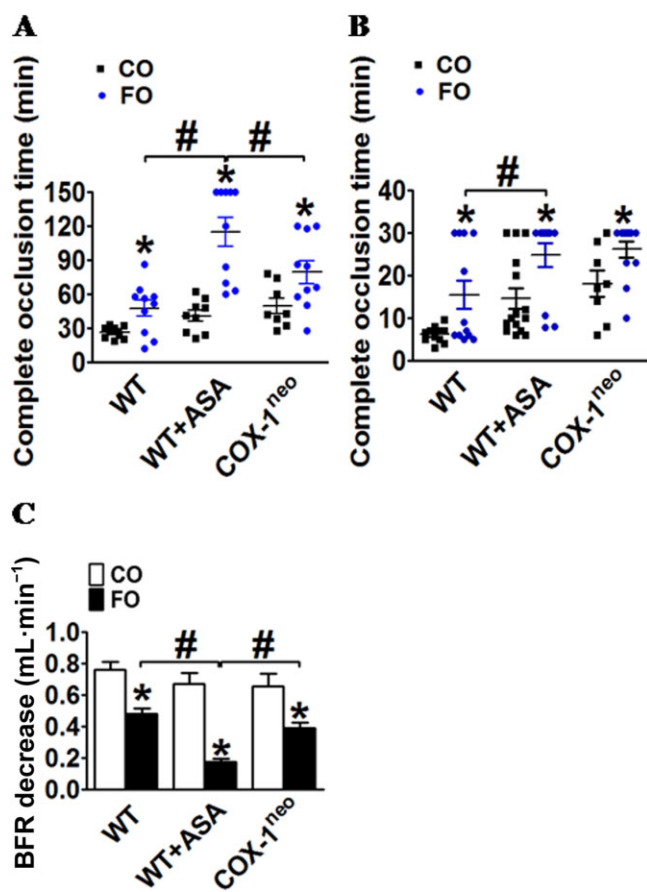 A
CO
FO
Complete occlusion time (min)
# #
* * *
150
120
90
60
30
0
WT
WT+ASA
COX-1neo
B
CO
FO
Complete occlusion time (min)
#
* * *
40
30
20
10
0
WT
WT+ASA
COX-1neo
C
CO
FO
BFR decrease (mL·min⁻¹)
# #
* * *
1.0
0.8
0.6
0.4
0.2
0.0
WT
WT+ASA
COX-1neo